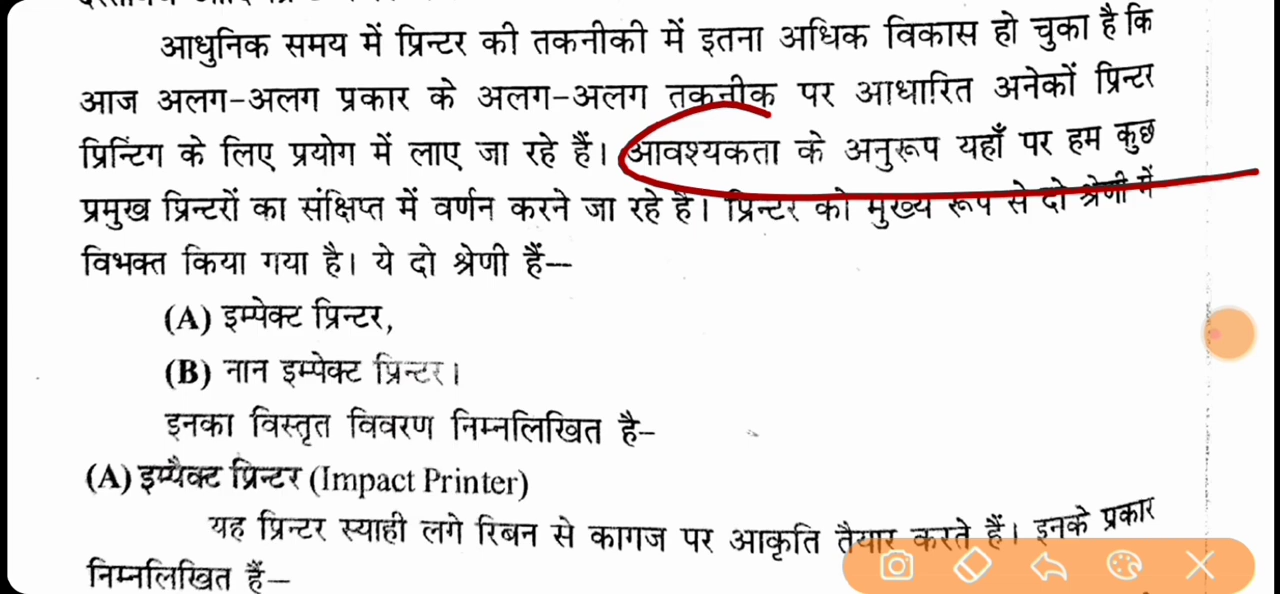 आधुनिक समय में प्रिन्टर की तकनीकी में इतना अधिक विकास हो चुका है कि
आज अलग-अलग प्रकार के अलग-अलग तकनीक पर आधारित अनेकों प्रिन्टर
प्रिन्टिंग के लिए प्रयोग में लाए जा रहे हैं। आवश्यकता के अनुरूप यहाँ पर हम कुछ
प्रमुख प्रिन्टरों का संक्षिप्त में वर्णन करने जा रहे हैं। प्रिन्टर को मुख्य रूप से दो श्रेणी में
विभक्त किया गया है। ये दो श्रेणी हैं—
(A) इम्पेक्ट प्रिन्टर,
(B) नान इम्पेक्ट प्रिन्टर।
इनका विस्तृत विवरण निम्नलिखित है–
(A) इम्पैक्ट प्रिन्टर (Impact Printer)
यह प्रिन्टर स्याही लगे रिबन से कागज पर आकृति तैयार करते हैं। इनके प्रकार
निम्नलिखित हैं—